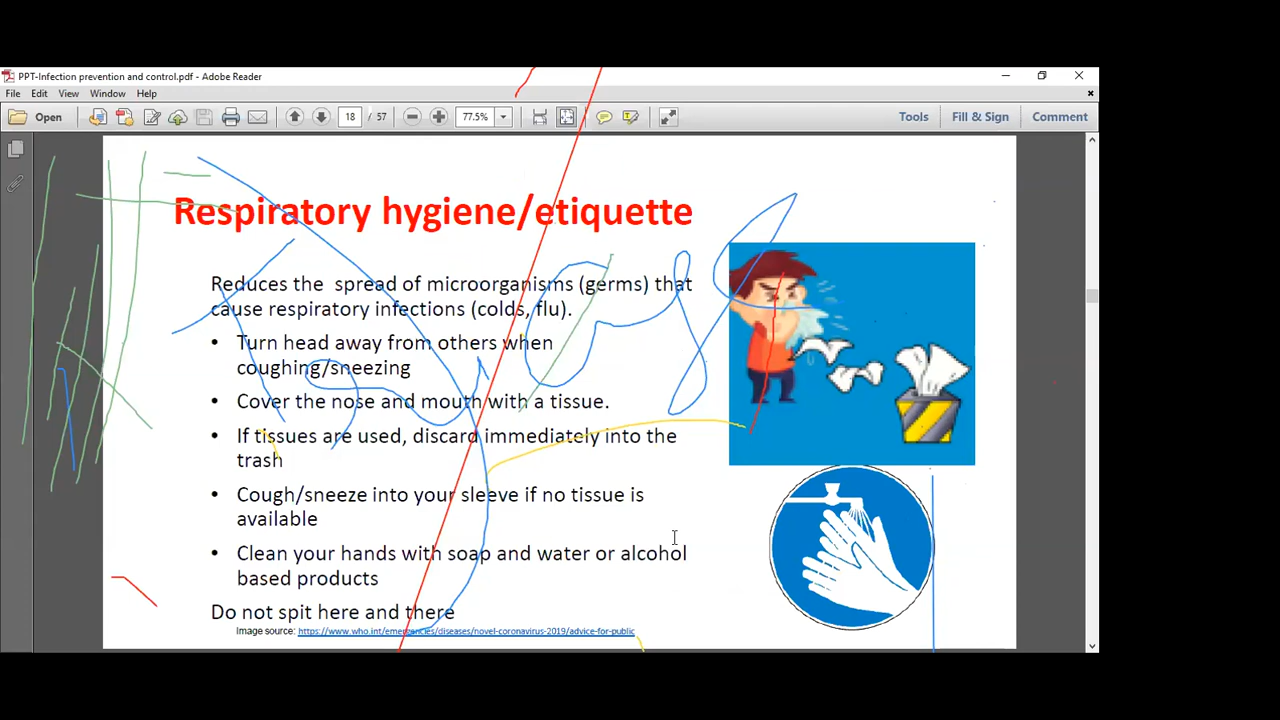 PPT-Infection prevention and control.pdf - Adobe Reader
File Edit View Window Help
Open 18 / 57 77.5% Tools Fill & Sign Comment
Respiratory hygiene/etiquette
Reduces the spread of microorganisms (germs) that
cause respiratory infections (colds, flu).
• Turn head away from others when
coughing/sneezing
• Cover the nose and mouth with a tissue.
• If tissues are used, discard immediately into the
trash
• Cough/sneeze into your sleeve if no tissue is
available
• Clean your hands with soap and water or alcohol
based products
Do not spit here and there
Image source: https://www.who.int/emergencies/diseases/novel-coronavirus-2019/advice-for-public